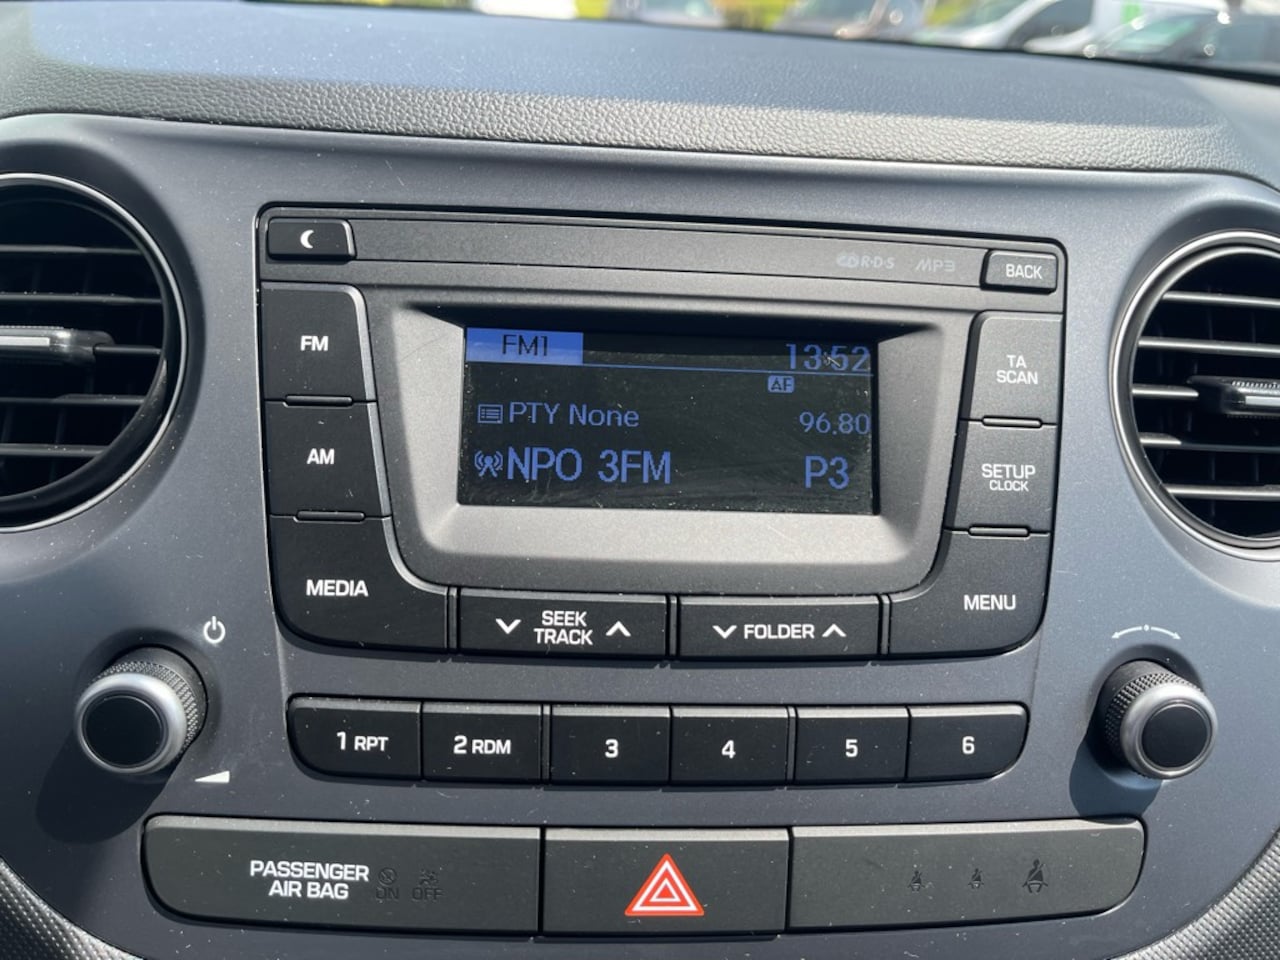 RDS MP3 BACK
FM1
13:52
AF
PTY None
96.80
NPO 3FM
P3
FM
AM
MEDIA
TA
SCAN
SETUP
CLOCK
MENU
SEEK
TRACK
FOLDER
1 RPT
2 RDM
3
4
5
6
PASSENGER
AIR BAG
ON OFF